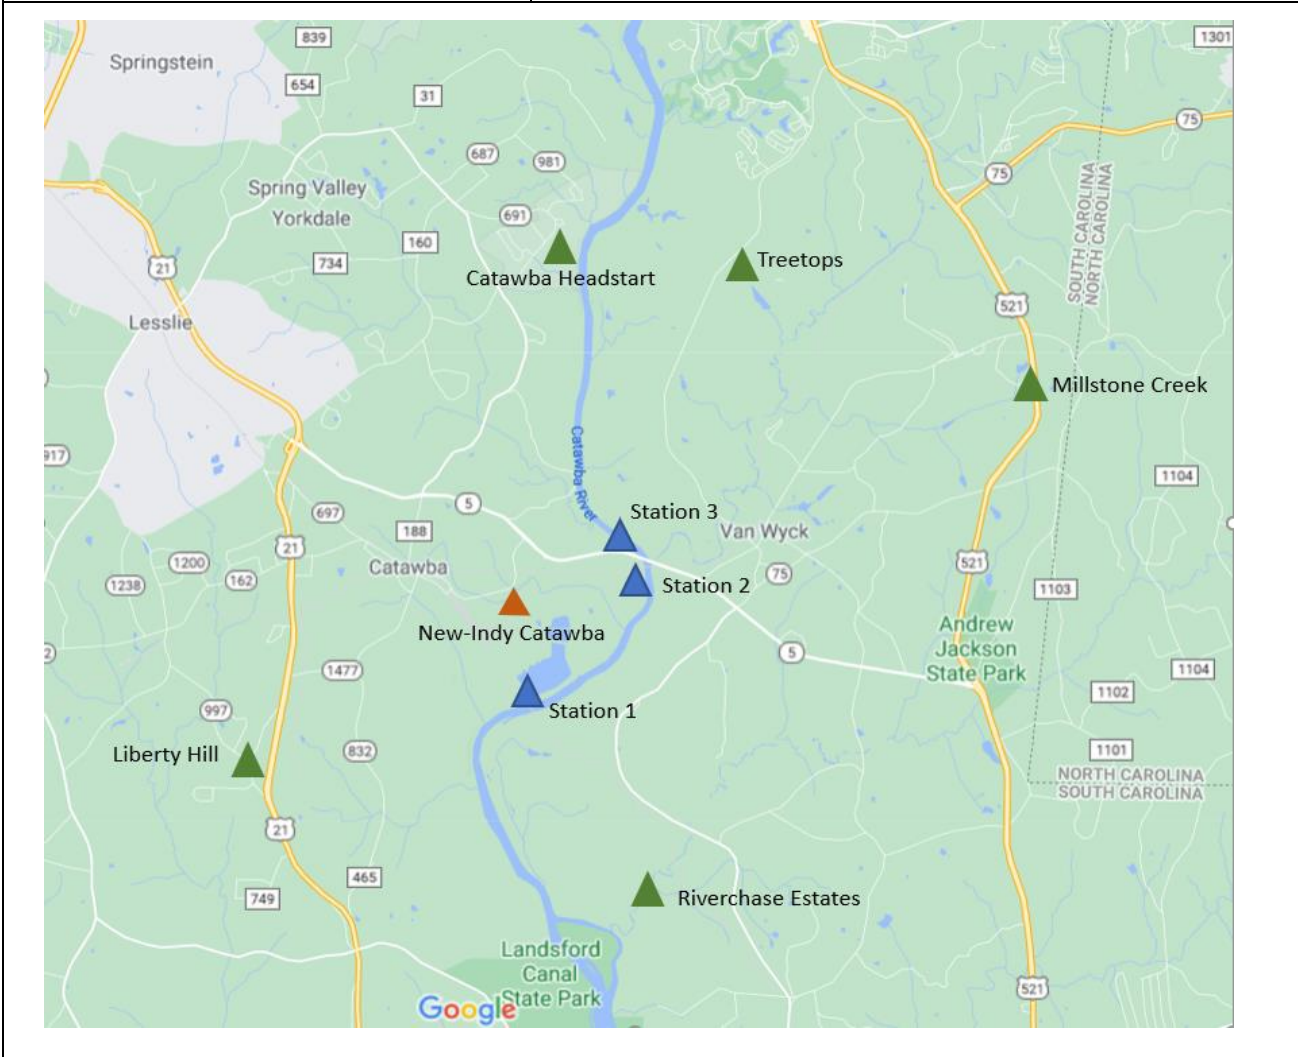 839
1301
Springstein
654
31
75
687
981
75
Spring Valley
Yorkdale
691
160
734
21
SOUTH CAROLINA
NORTH CAROLINA
Treetops
Catawba Headstart
521
Lesslie
Millstone Creek
917
Catawba River
1104
5
697
Station 3
188
Van Wyck
21
1200
Catawba
521
1238
162
75
Station 2
1103
New-Indy Catawba
Andrew
Jackson
State Park
2
5
1477
1104
1102
997
Station 1
Liberty Hill
832
1101
NORTH CAROLINA
SOUTH CAROLINA
21
465
749
Riverchase Estates
Landsford
Canal
State Park
521
Google